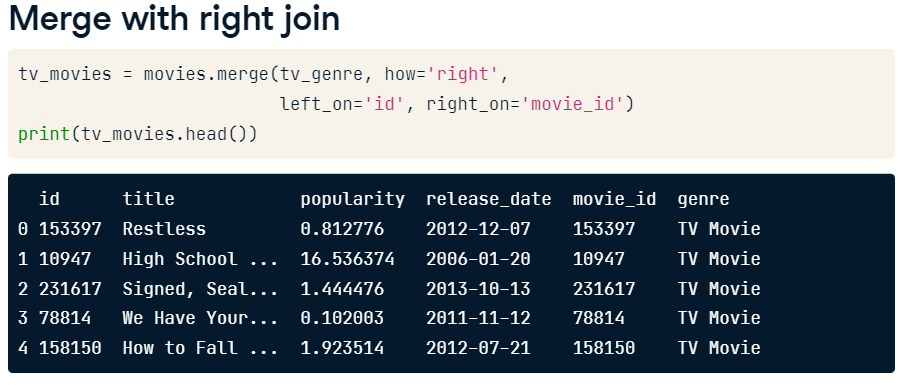 Merge with right join
tv_movies = movies.merge(tv_genre, how='right',
left_on='id', right_on='movie_id')
print(tv_movies.head())
id title popularity release_date movie_id genre
0 153397 Restless 0.812776 2012-12-07 153397 TV Movie
1 10947 High School ... 16.536374 2006-01-20 10947 TV Movie
2 231617 Signed, Seal... 1.444476 2013-10-13 231617 TV Movie
3 78814 We Have Your... 0.102003 2011-11-12 78814 TV Movie
4 158150 How to Fall ... 1.923514 2012-07-21 158150 TV Movie